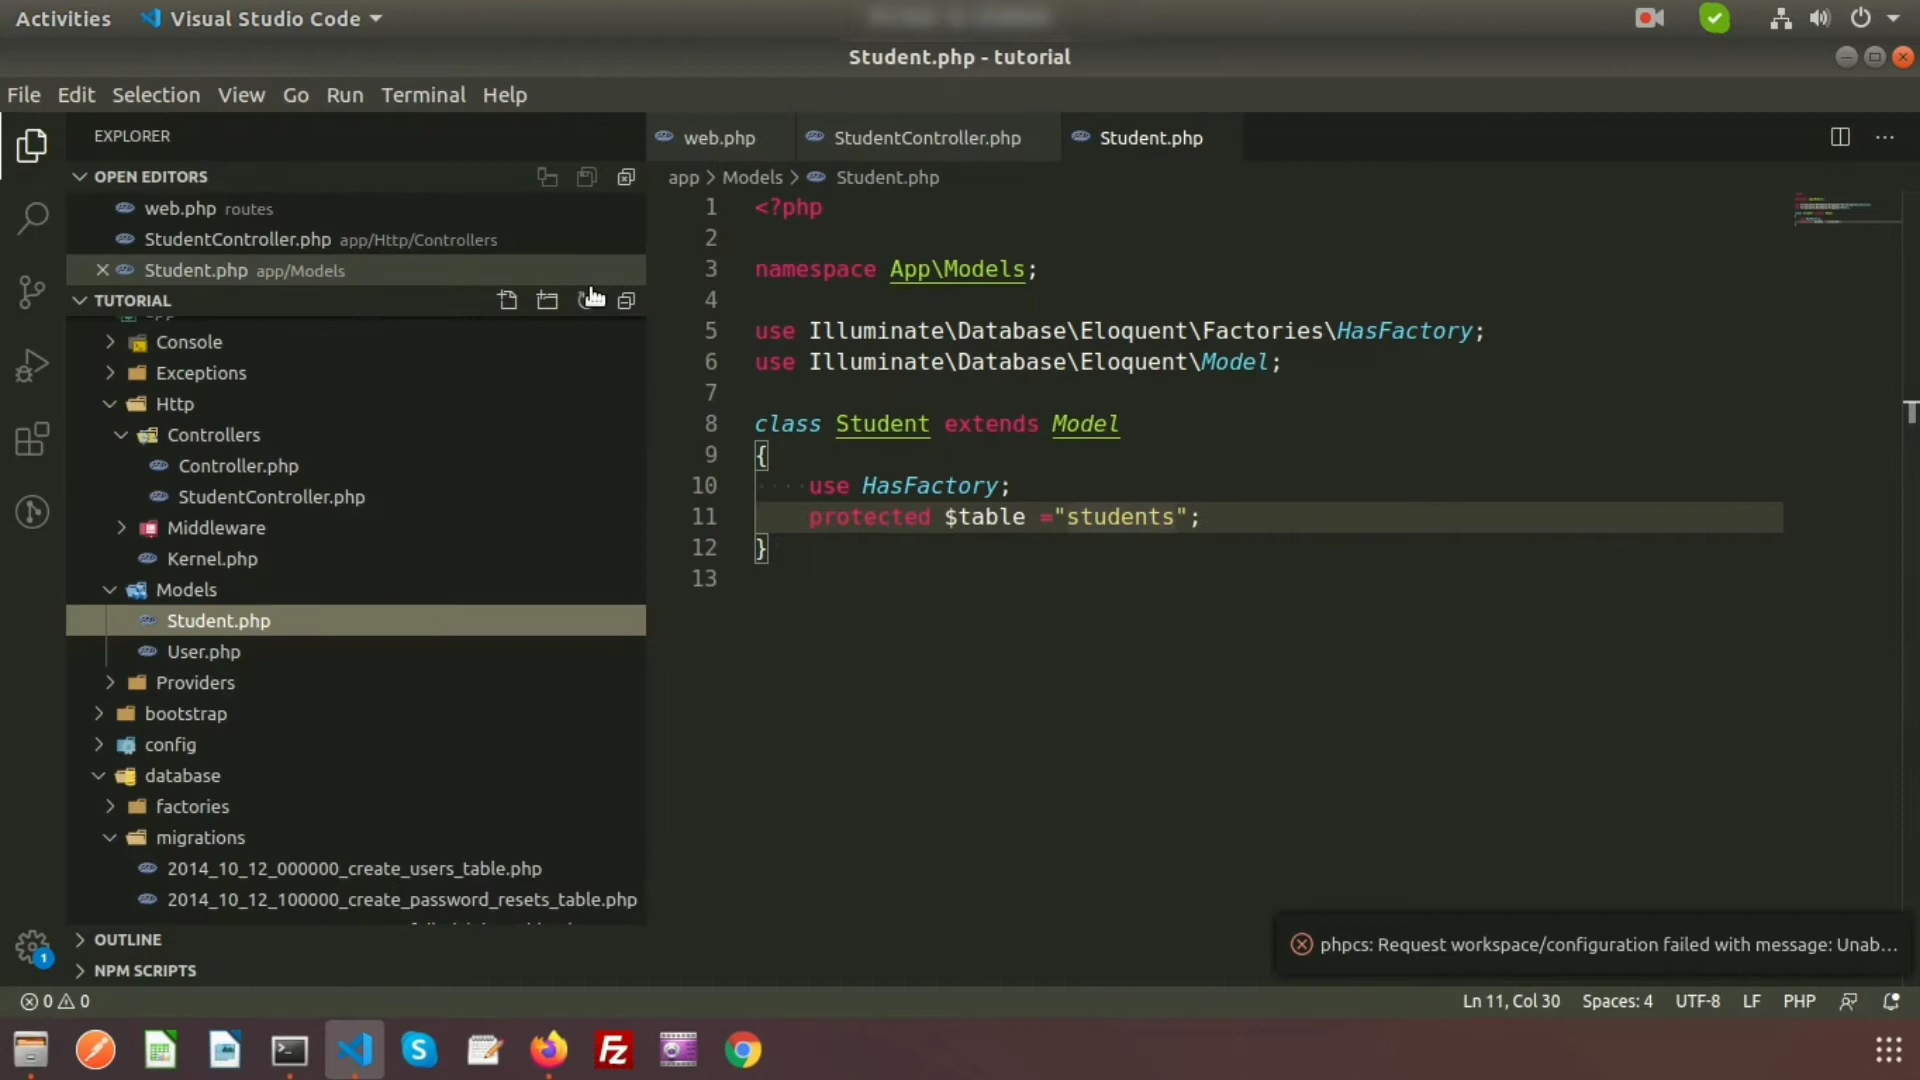 Activities
Visual Studio Code
Student.php - tutorial
File Edit Selection View Go Run Terminal Help
EXPLORER
OPEN EDITORS
web.php routes
StudentController.php app/Http/Controllers
Student.php app/Models
TUTORIAL
Console
Exceptions
Http
Controllers
Controller.php
StudentController.php
Middleware
Kernel.php
Models
Student.php
User.php
Providers
bootstrap
config
database
factories
migrations
2014_10_12_000000_create_users_table.php
2014_10_12_100000_create_password_resets_table.php
OUTLINE
NPM SCRIPTS
web.php
StudentController.php
Student.php
app > Models > Student.php
1 <?php
2
3 namespace App\Models;
4
5 use Illuminate\Database\Eloquent\Factories\HasFactory;
6 use Illuminate\Database\Eloquent\Model;
7
8 class Student extends Model
9 {
10 ····use HasFactory;
11 protected $table ="students";
12 }
13
phpcs: Request workspace/configuration failed with message: Unab...
0 0
1
Ln 11, Col 30 Spaces: 4 UTF-8 LF PHP